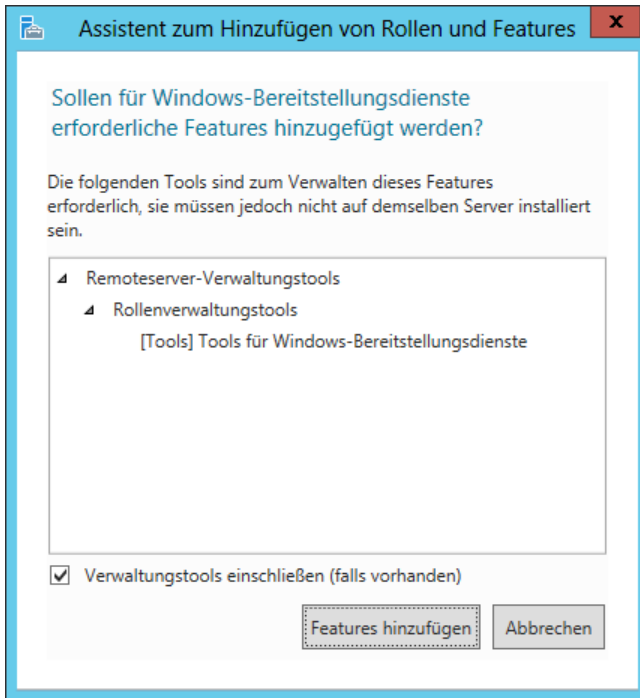 Assistent zum Hinzufügen von Rollen und Features
x
Sollen für Windows-Bereitstellungsdienste
erforderliche Features hinzugefügt werden?
Die folgenden Tools sind zum Verwalten dieses Features
erforderlich, sie müssen jedoch nicht auf demselben Server installiert
sein.
Remoteserver-Verwaltungstools
Rollenverwaltungstools
[Tools] Tools für Windows-Bereitstellungsdienste
Verwaltungstools einschließen (falls vorhanden)
Features hinzufügen Abbrechen